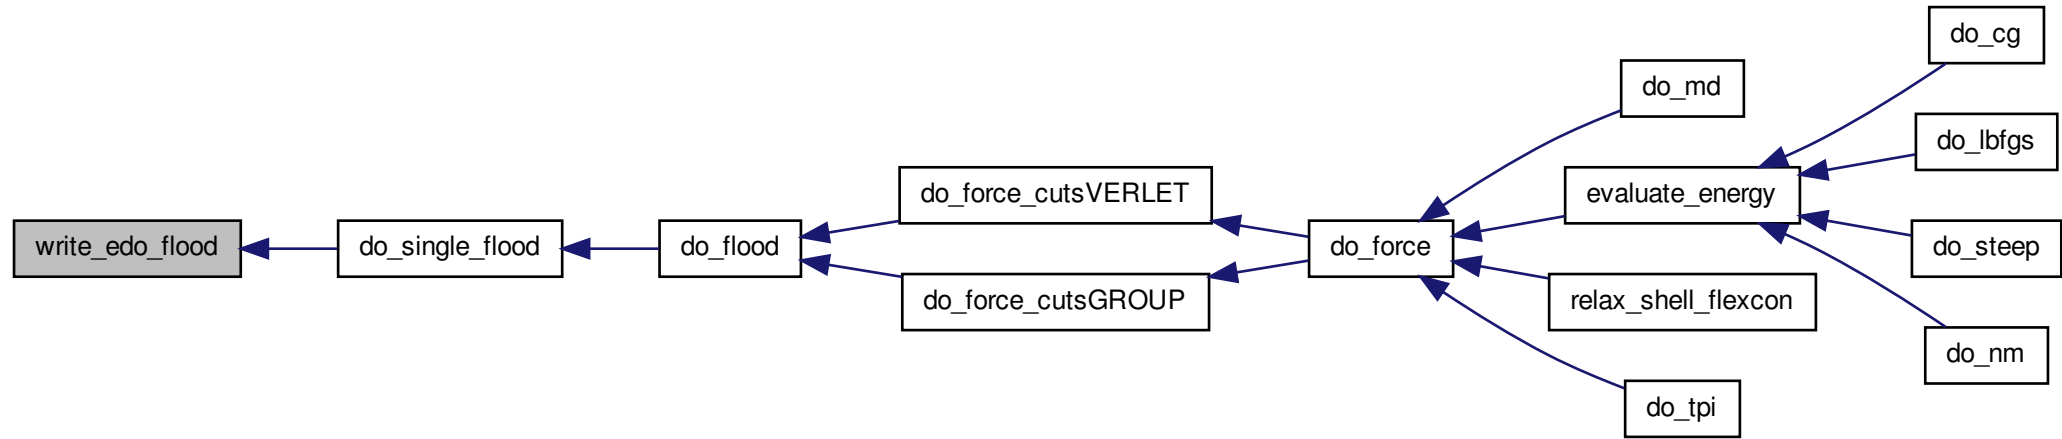 write_edo_flood
do_single_flood
do_flood
do_force_cutsVERLET
do_force_cutsGROUP
do_force
do_md
evaluate_energy
relax_shell_flexcon
do_tpi
do_cg
do_lbfgs
do_steep
do_nm